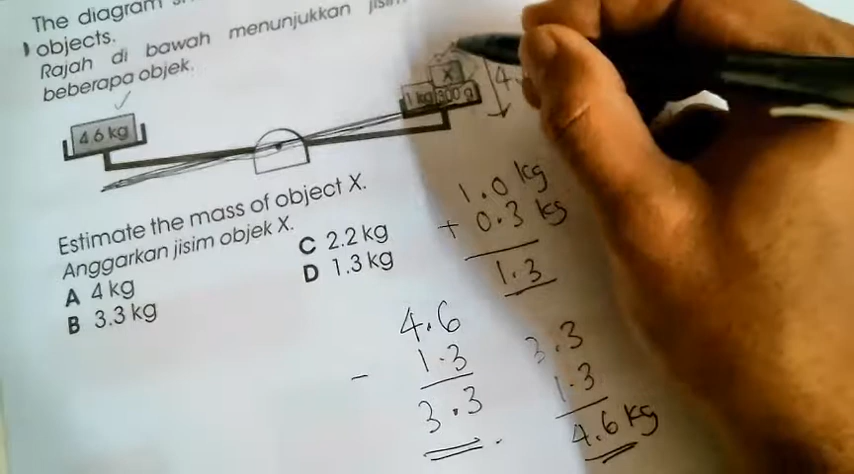 The diagram
objects.
Rajah di bawah menunjukkan
beberapa objek.
4.6 kg
X
1 kg 300 g
4.
Estimate the mass of object X.
Anggarkan jisim objek X.
A 4 kg
B 3.3 kg
C 2.2 kg
D 1.3 kg
1.0 kg
+ 0.3 kg
1.3
4.6
- 1.3
3.3
3.3
1.3
4.6 kg